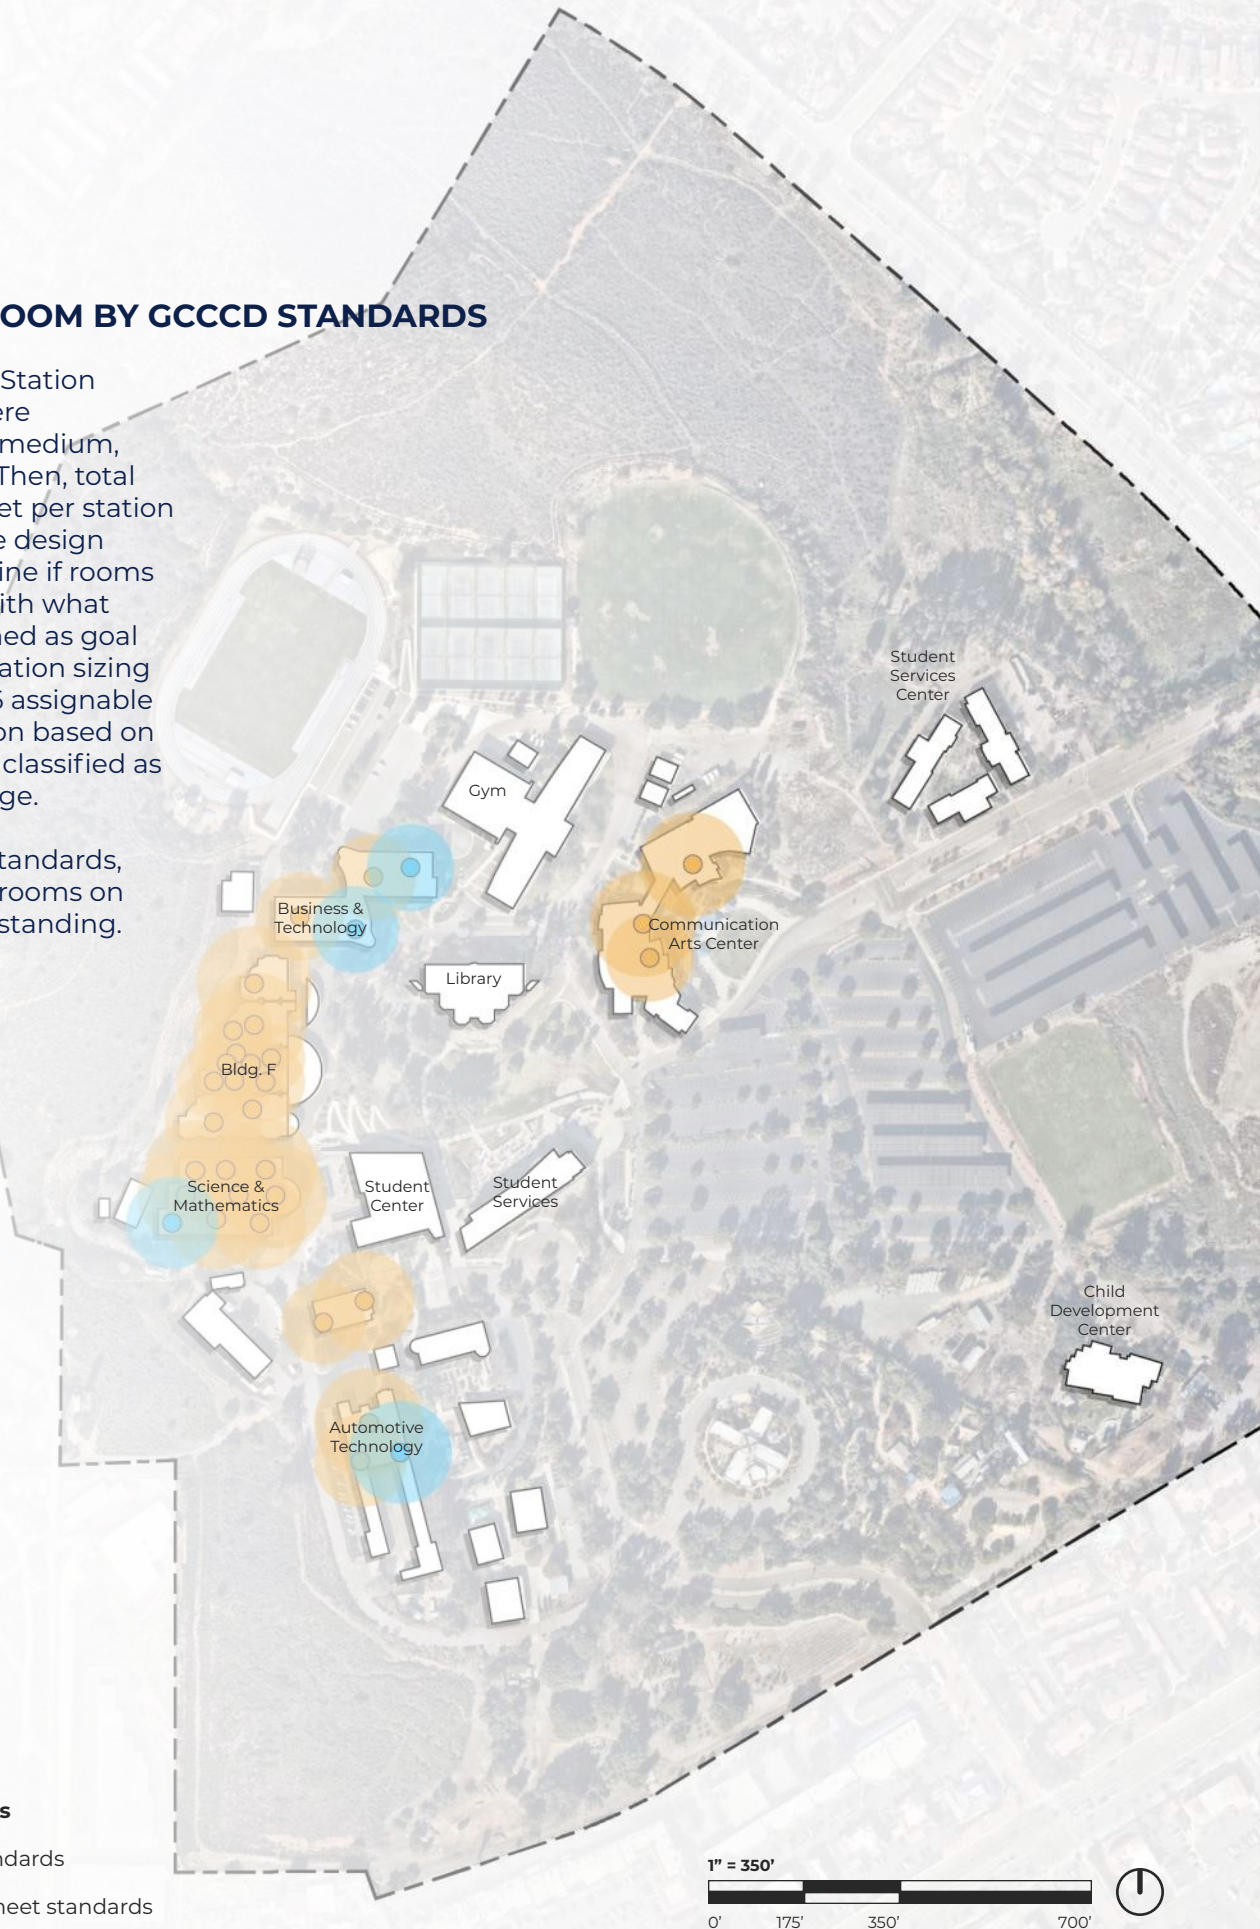 OOM BY GCCCD STANDARDS
Station
ere
medium,
Then, total
et per station
e design
ine if rooms
ith what
ned as goal
ation sizing
assignable
on based on
classified as
ge.
tandards,
rooms on
standing.
Student
Services
Center
Gym
Business &
Technology
Communication
Arts Center
Library
Bldg. F
Science &
Mathematics
Student
Center
Student
Services
Child
Development
Center
Automotive
Technology
s
ndards
neet standards
1" = 350'
0' 175' 350' 700'